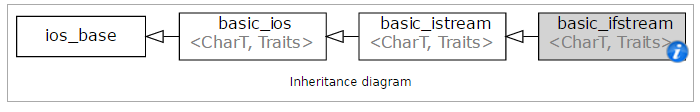 ios_base
basic_ios
<CharT, Traits>
basic_istream
<CharT, Traits>
basic_ifstream
<CharT, Traits>
i
Inheritance diagram